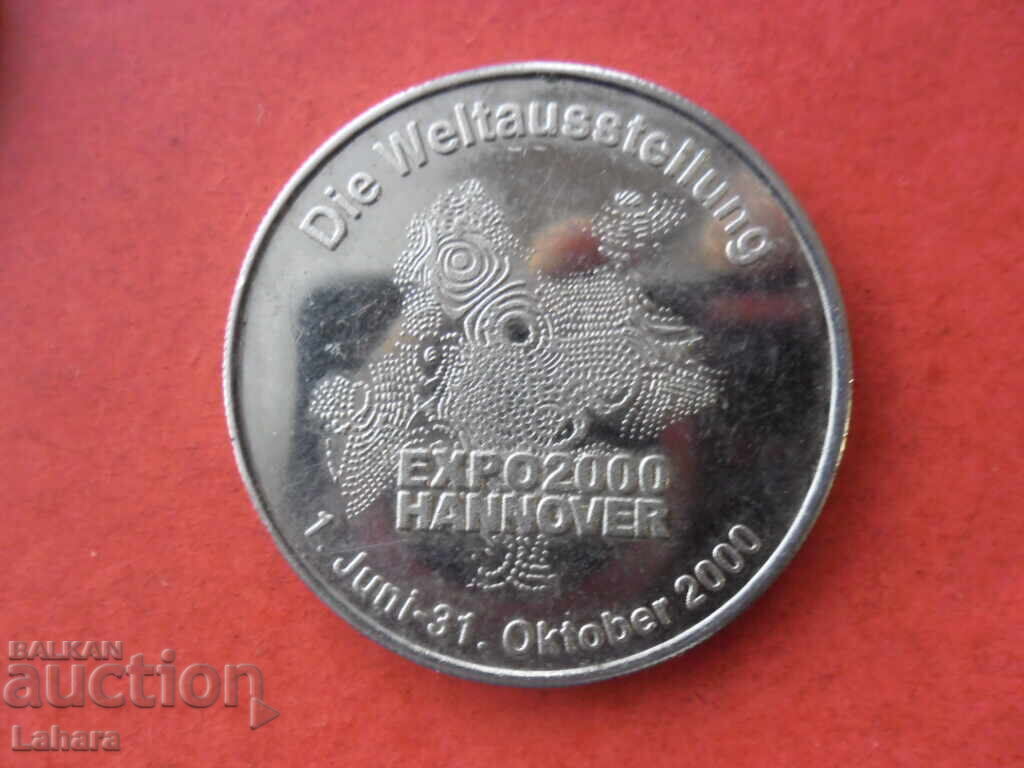 Die Weltausstellung
EXPO2000
HANNOVER
1. Juni-31. Oktober 2000
BALKAN
auction
Lahara